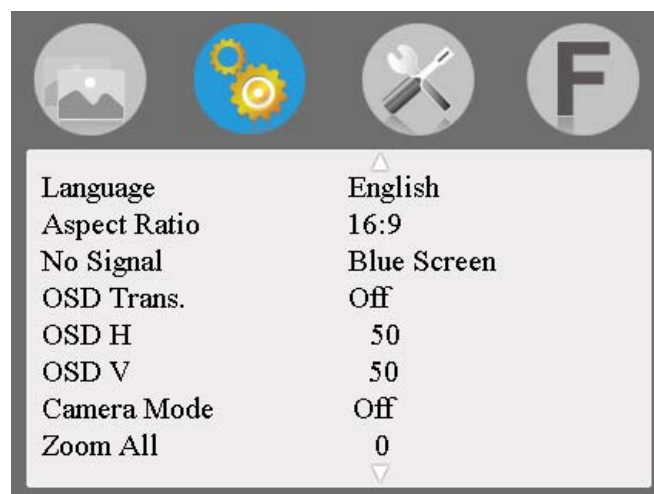 F
Language English
Aspect Ratio 16:9
No Signal Blue Screen
OSD Trans. Off
OSD H 50
OSD V 50
Camera Mode Off
Zoom All 0